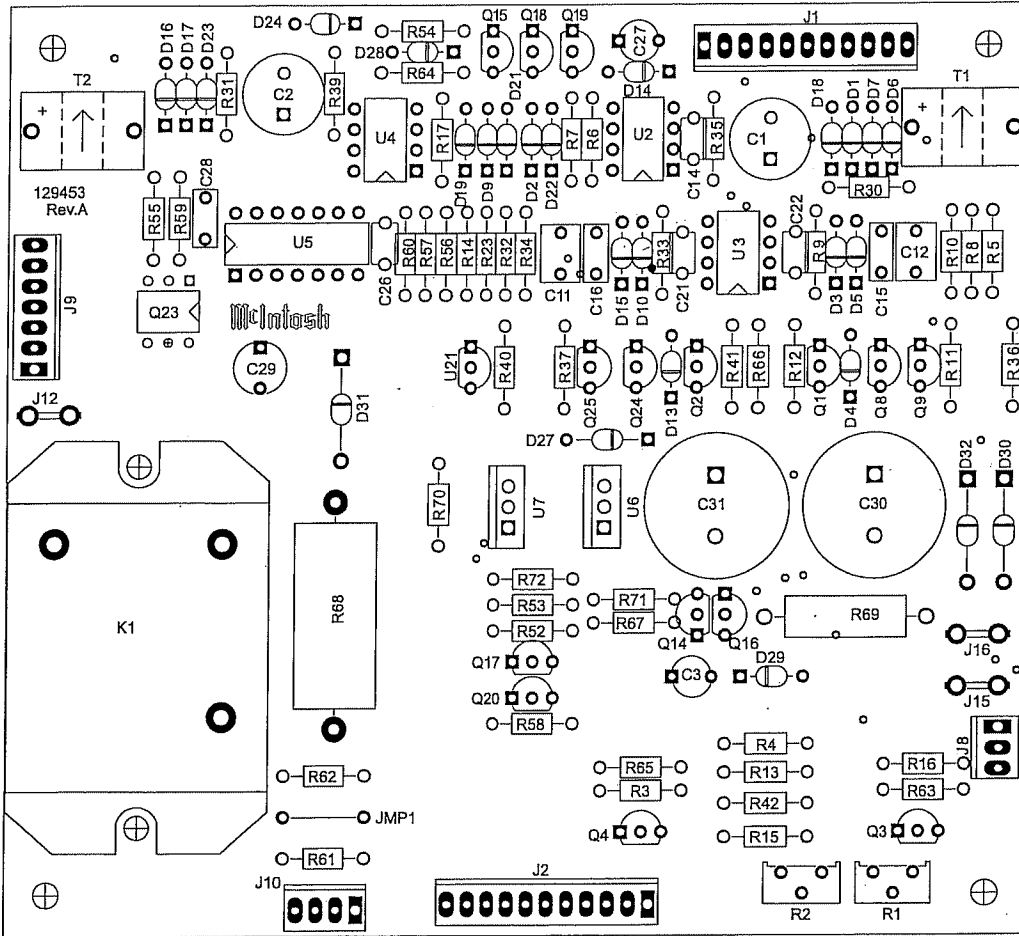 D24
R54
Q15
Q18
Q19
J1
D16
D17
D23
D28
C27
T2
R31
C2
R39
R64
D21
D14
D18
D1
D7
D6
T1
+
U4
R17
R7
R6
U2
R35
C1
+
129453
Rev.A
C28
D19
D9
D2
D22
C14
R30
R55
R59
U5
C26
R60
R57
R56
R14
R23
R32
R34
C11
C16
D15
D10
R33
C21
U3
C22
R9
D3
D5
C15
C12
R10
R8
R5
J9
Q23
McIntosh
C29
D31
U21
R40
R37
Q25
Q24
D13
Q2
R41
R66
R12
Q1
D4
Q8
Q9
R11
R36
J12
D27
D32
D30
R70
U7
U6
C31
C30
K1
R68
R72
R53
R52
R71
R67
R69
Q17
Q14
Q16
J16
Q20
C3
D29
J15
R58
R4
J8
R62
R65
R13
R16
R3
R42
R63
JMP1
Q4
R15
Q3
R61
J10
J2
R2
R1